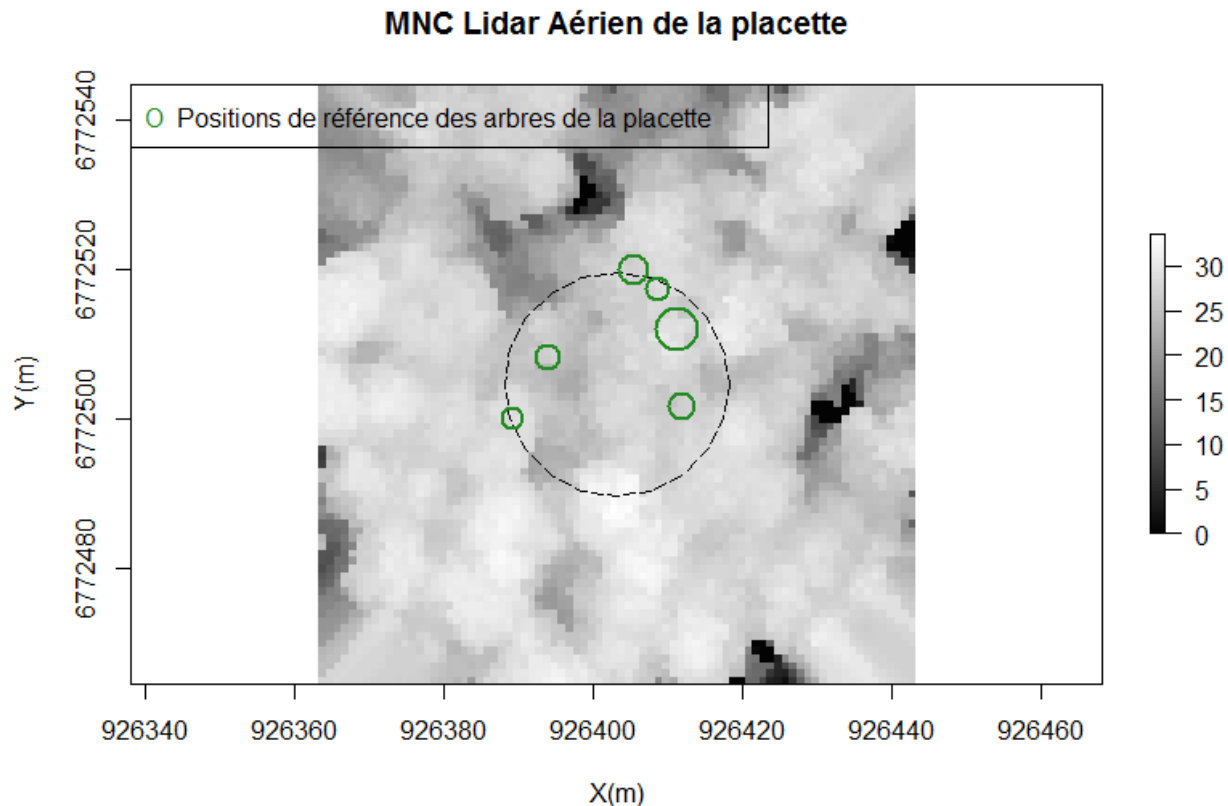 MNC Lidar Aérien de la placette
O Positions de référence des arbres de la placette
6772540
6772520
6772500
6772480
Y(m)
926340 926360 926380 926400 926420 926440 926460
X(m)
30
25
20
15
10
5
0